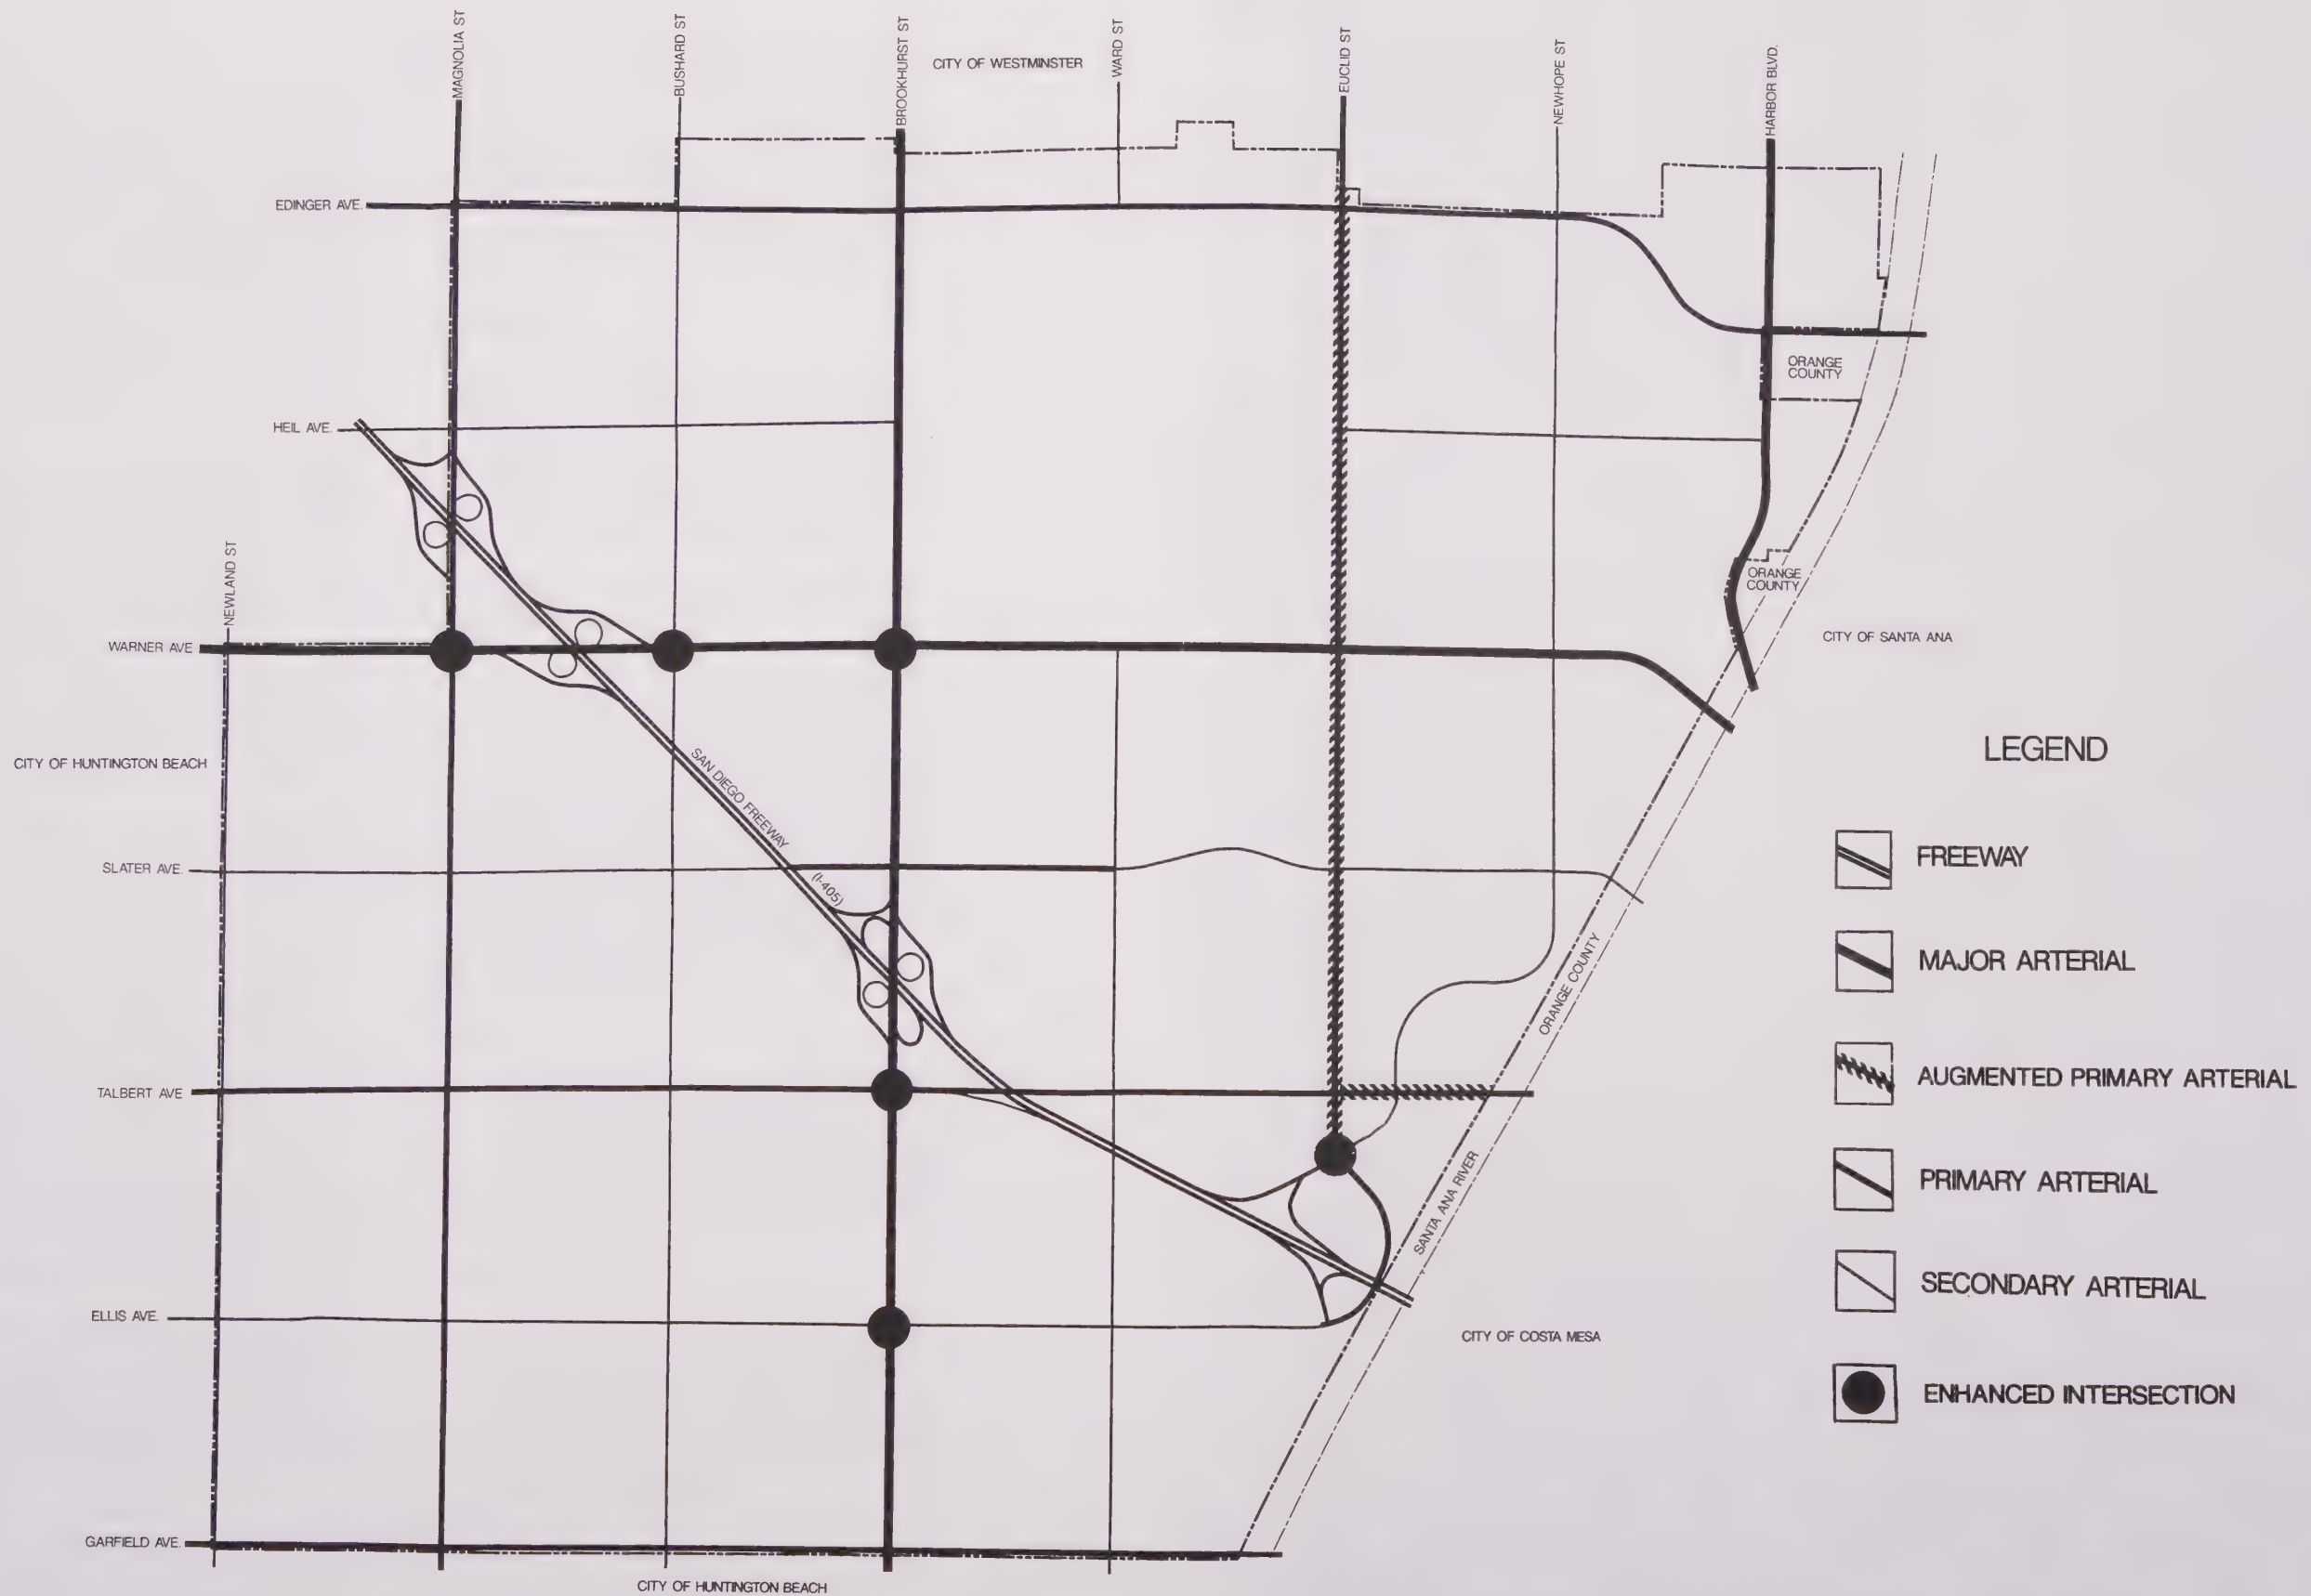 MAGNOLIA ST
BUSHARD ST
BROOKHURST ST
CITY OF WESTMINSTER
WARD ST
EUCLID ST
NEWHOPE ST
HARBOR BLVD.
EDINGER AVE.
ORANGE
COUNTY
HEIL AVE.
NEWLAND ST
ORANGE
COUNTY
WARNER AVE
CITY OF SANTA ANA
CITY OF HUNTINGTON BEACH
SAN DIEGO FREEWAY
(I-405)
SLATER AVE.
ORANGE COUNTY
TALBERT AVE
SANTA ANA RIVER
ELLIS AVE.
CITY OF COSTA MESA
GARFIELD AVE.
CITY OF HUNTINGTON BEACH
LEGEND
FREEWAY
MAJOR ARTERIAL
AUGMENTED PRIMARY ARTERIAL
PRIMARY ARTERIAL
SECONDARY ARTERIAL
ENHANCED INTERSECTION